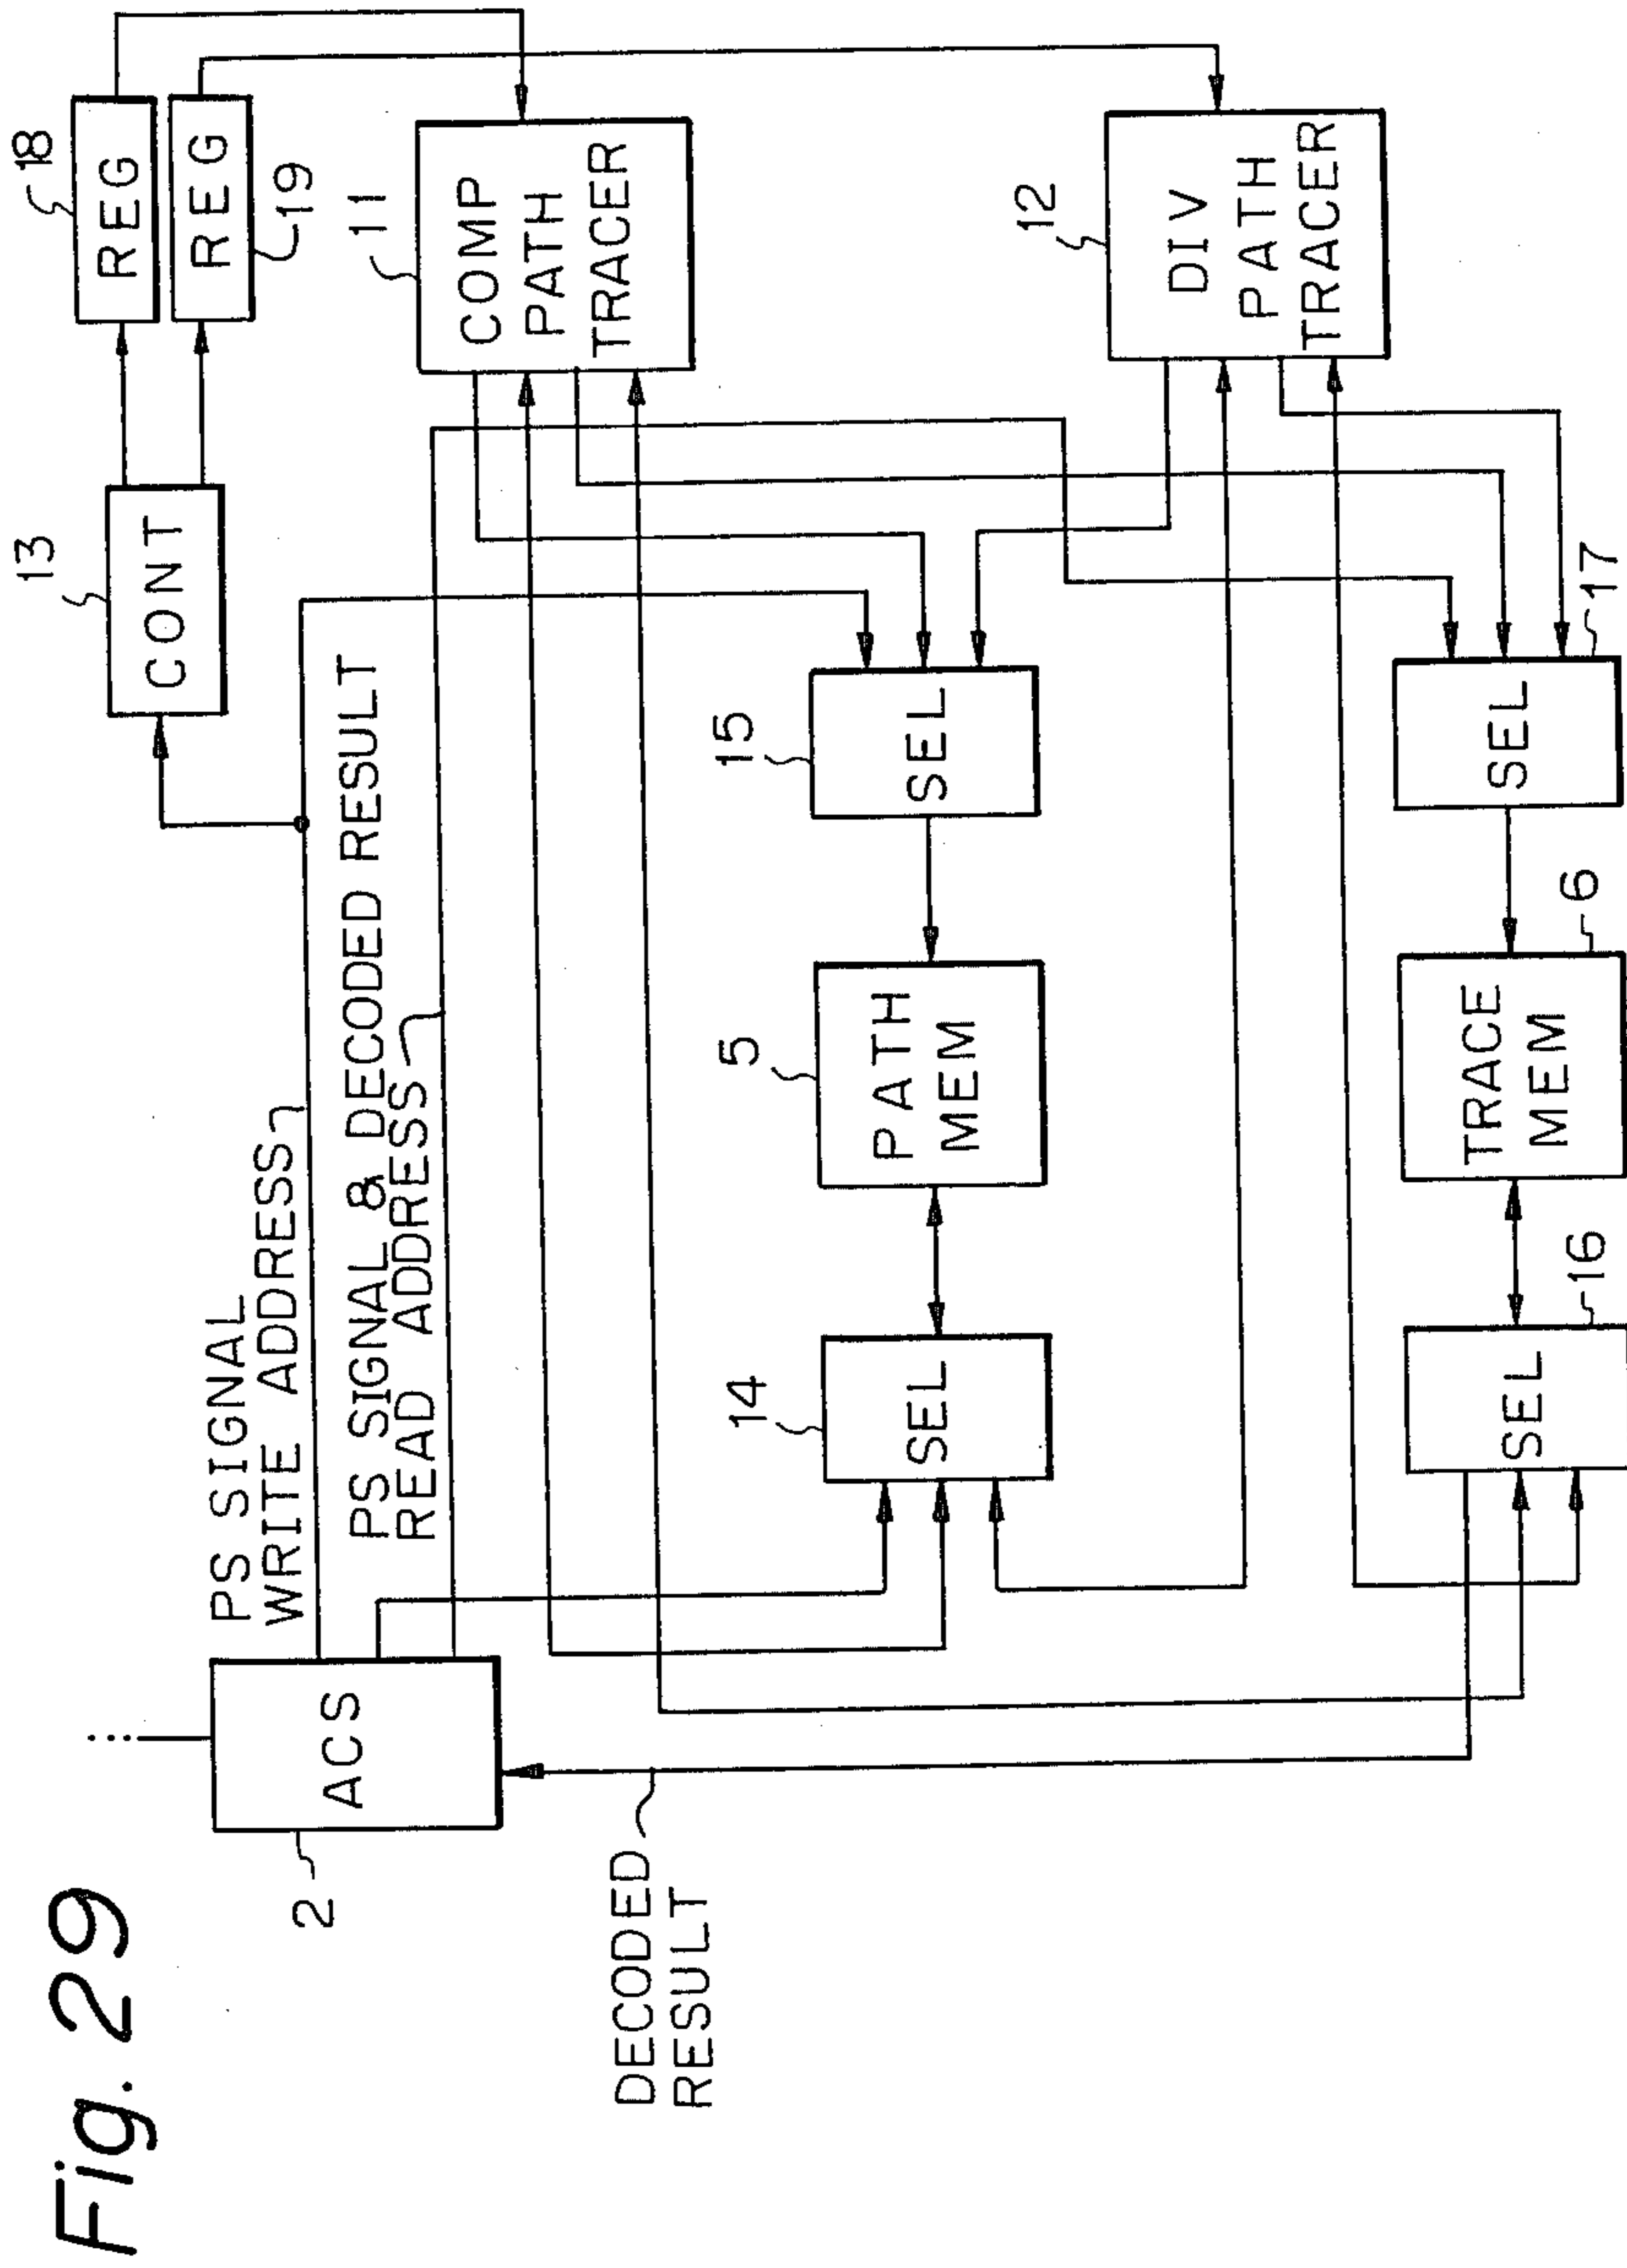 Fig. 29
2
ACS
PS SIGNAL
WRITE ADDRESS
PS SIGNAL & DECODED RESULT
READ ADDRESS
DECODED
RESULT
13
CONT
18
REG
REG
19
11
COMP
PATH
TRACER
14
SEL
5
PATH
MEM
15
SEL
12
DIV
PATH
TRACER
16
SEL
6
TRACE
MEM
17
SEL